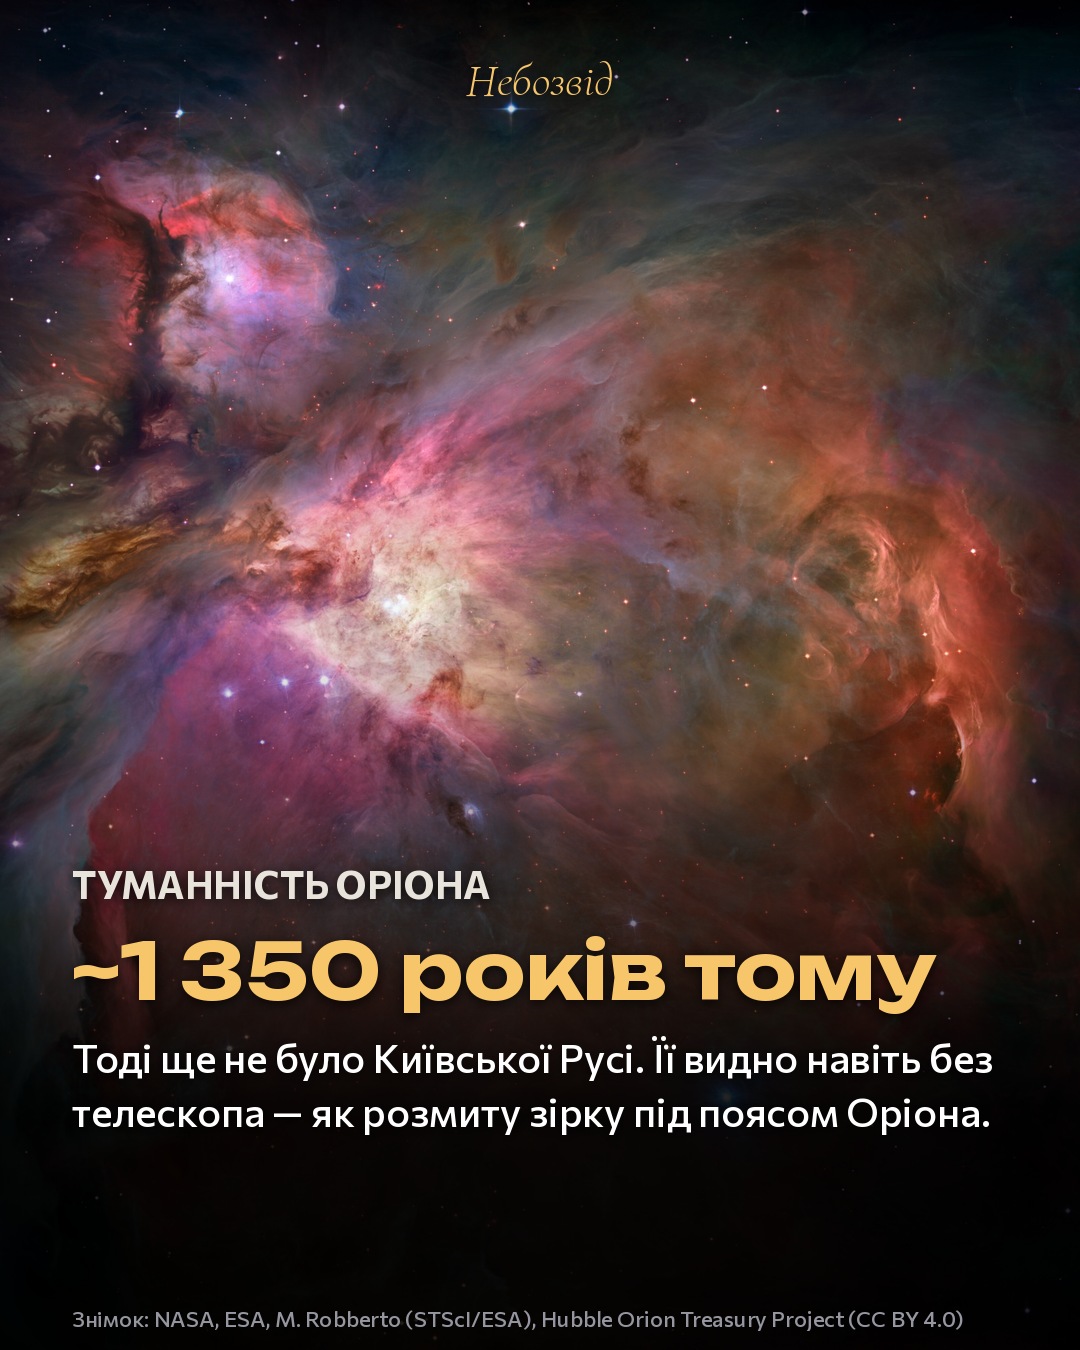 Небозвід
ТУМАННІСТЬ ОРІОНА
~1 350 років тому
Тоді ще не було Київської Русі. Її видно навіть без
телескопа — як розмиту зірку під поясом Оріона.
Знімок: NASA, ESA, M. Robberto (STScI/ESA), Hubble Orion Treasury Project (CC BY 4.0)